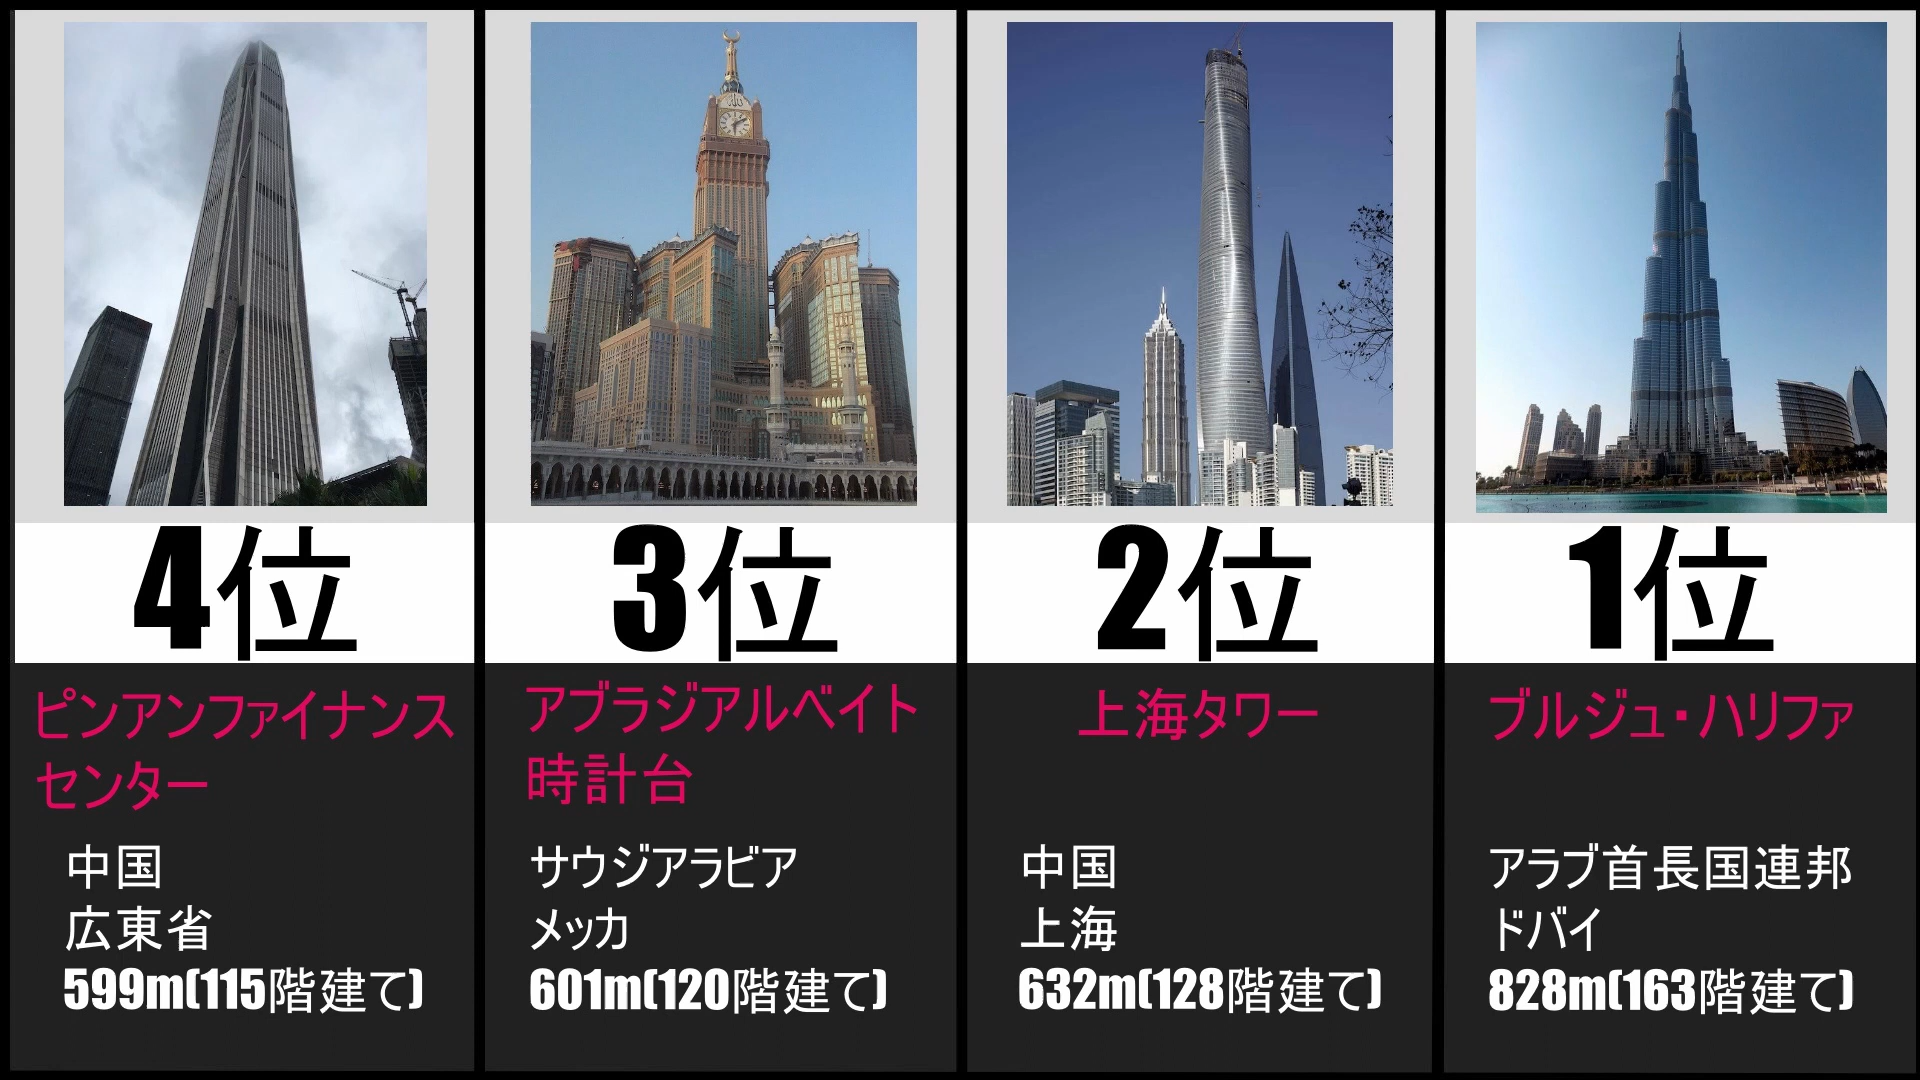 4位
ピンアンファイナンス
センター
中国
広東省
599m(115階建て)
3位
アブラジアルベイト
時計台
サウジアラビア
メッカ
601m(120階建て)
2位
上海タワー
中国
上海
632m(128階建て)
1位
ブルジュ・ハリファ
アラブ首長国連邦
ドバイ
828m(163階建て)